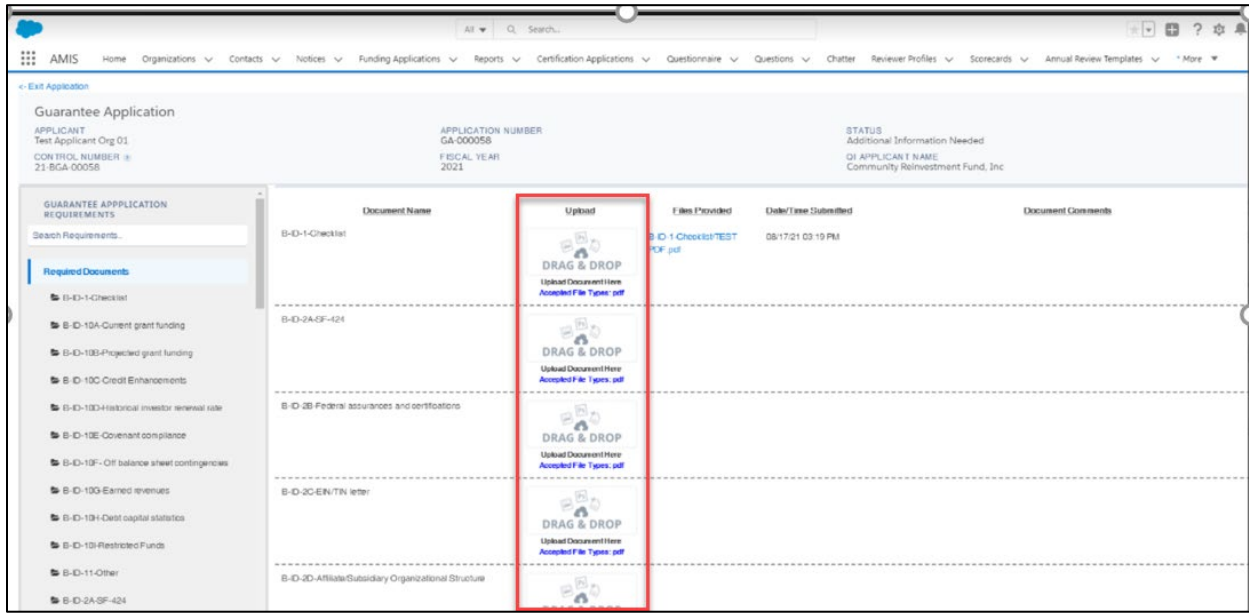 All
Search...
AMIS Home Organizations Contacts Notices Funding Applications Reports Certification Applications Questionnaire Questions Chatter Reviewer Profiles Scorecards Annual Review Templates * More
<- Exit Application
Guarantee Application
APPLICANT
Test Applicant Org 01
APPLICATION NUMBER
GA-000058
STATUS
Additional Information Needed
CONTROL NUMBER
21-BGA-00058
FISCAL YEAR
2021
QI APPLICANT NAME
Community Reinvestment Fund, Inc
GUARANTEE APPPLICATION
REQUIREMENTS
Search Requirements..
Required Documents
B-ID-1-Checklist
B-ID-10A-Current grant funding
B-ID-10B-Projected grant funding
B-ID-10C-Credit Enhancements
B-ID-10D-Historical investor renewal rate
B-ID-10E-Covenant compliance
B-ID-10F- Off balance sheet contingencies
B-ID-10G-Earned revenues
B-ID-10H-Debt capital statistics
B-ID-10I-Restricted Funds
B-ID-11-Other
B-ID-2A-SF-424
Document Name Upload Files Provided Date/Time Submitted Document Comments
B-ID-1-Checklist
DRAG & DROP
Upload Document Here
Accepted File Types: pdf
B-ID-1-Checklist/TEST
PDF.pdf
08/17/21 03:19 PM
B-ID-2A-SF-424
DRAG & DROP
Upload Document Here
Accepted File Types: pdf
B-ID-2B-Federal assurances and certifications
DRAG & DROP
Upload Document Here
Accepted File Types: pdf
B-ID-2C-EIN/TIN letter
DRAG & DROP
Upload Document Here
Accepted File Types: pdf
B-ID-2D-Affiliate/Subsidiary Organizational Structure
DRAG & DROP